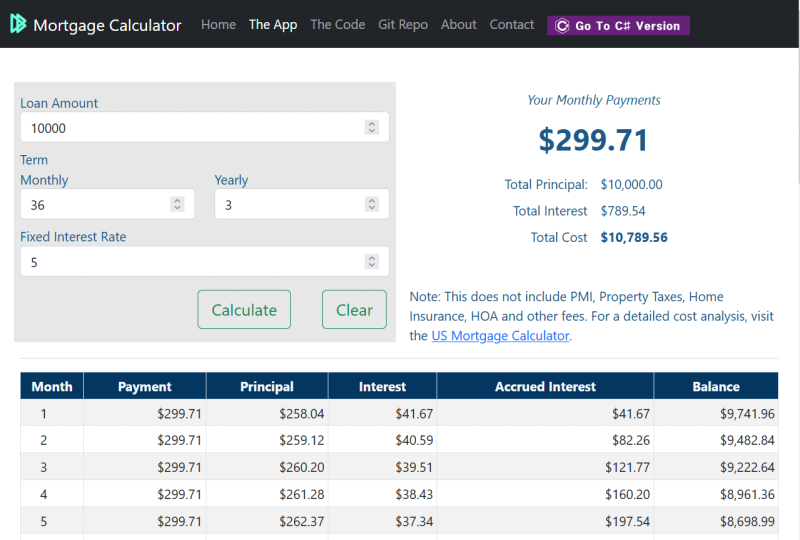 Mortgage Calculator Home The App The Code Git Repo About Contact Go To C# Version
Loan Amount
10000
Term
Monthly Yearly
36 3
Fixed Interest Rate
5
Calculate Clear
Your Monthly Payments
$299.71
Total Principal: $10,000.00
Total Interest $789.54
Total Cost $10,789.56
Note: This does not include PMI, Property Taxes, Home
Insurance, HOA and other fees. For a detailed cost analysis, visit
the US Mortgage Calculator.
Month Payment Principal Interest Accrued Interest Balance
1 $299.71 $258.04 $41.67 $41.67 $9,741.96
2 $299.71 $259.12 $40.59 $82.26 $9,482.84
3 $299.71 $260.20 $39.51 $121.77 $9,222.64
4 $299.71 $261.28 $38.43 $160.20 $8,961.36
5 $299.71 $262.37 $37.34 $197.54 $8,698.99